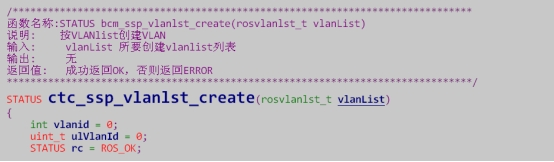 /*****************************************************************************
函数名称:STATUS bcm_ssp_vlanlst_create(rosvlanlst_t vlanList)
说明:    按VLANlist创建VLAN
输入:     vlanList 所要创建vlanlist列表
输出:     无
返回值:  成功返回OK，否则返回ERROR
*****************************************************************************/
STATUS ctc_ssp_vlanlst_create(rosvlanlst_t vlanList)
{
    int vlanid = 0;
    uint_t ulVlanId = 0;
    STATUS rc = ROS_OK;